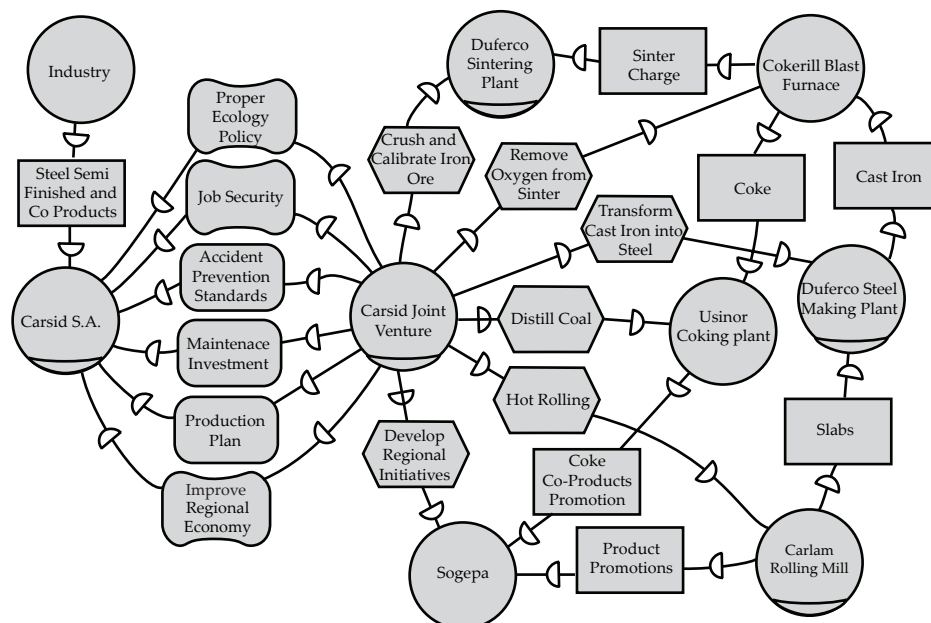 Industry
Steel Semi
Finished and
Co Products
Carsid S.A.
Proper
Ecology
Policy
Job Security
Accident
Prevention
Standards
Maintenace
Investment
Production
Plan
Improve
Regional
Economy
Carsid Joint
Venture
Duferco
Sintering
Plant
Crush and
Calibrate Iron
Ore
Remove
Oxygen from
Sinter
Transform
Cast Iron into
Steel
Distill Coal
Hot Rolling
Develop
Regional
Initiatives
Sinter
Charge
Cokerill Blast
Furnace
Coke
Cast Iron
Usinor
Coking plant
Duferco Steel
Making Plant
Slabs
Coke
Co-Products
Promotion
Sogepa
Product
Promotions
Carlam
Rolling Mill